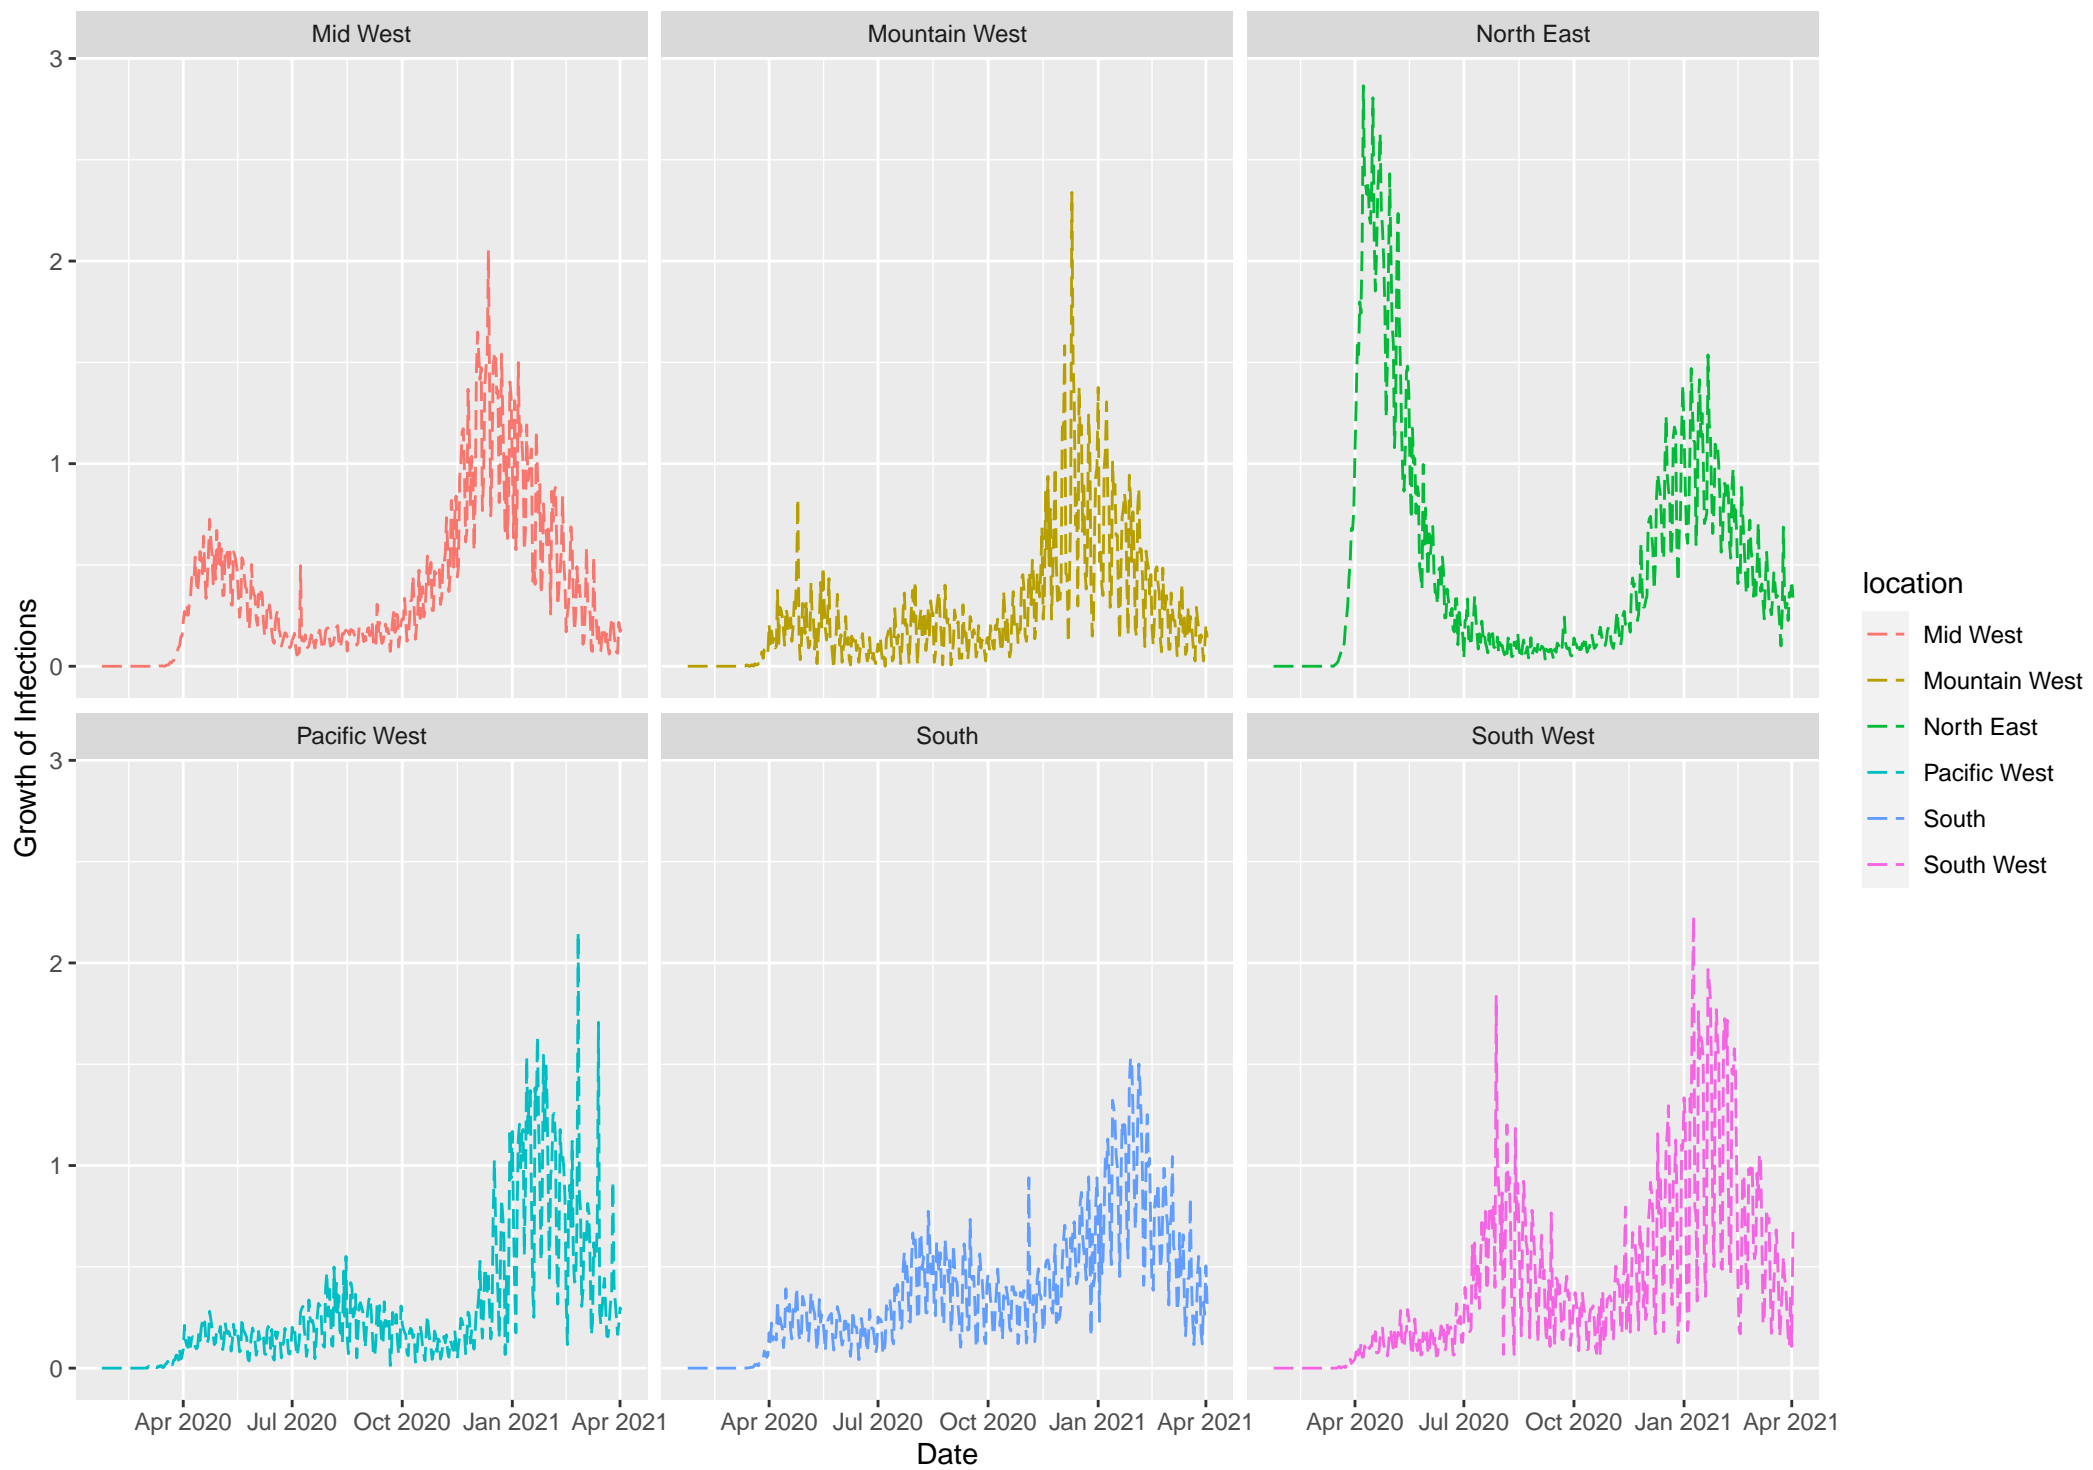 Mid West
Mountain West
North East
3
2
1
0
Pacific West
South
South West
3
2
1
0
Growth of Infections
Apr 2020 Jul 2020 Oct 2020 Jan 2021 Apr 2021
Apr 2020 Jul 2020 Oct 2020 Jan 2021 Apr 2021
Apr 2020 Jul 2020 Oct 2020 Jan 2021 Apr 2021
Date
location
Mid West
Mountain West
North East
Pacific West
South
South West